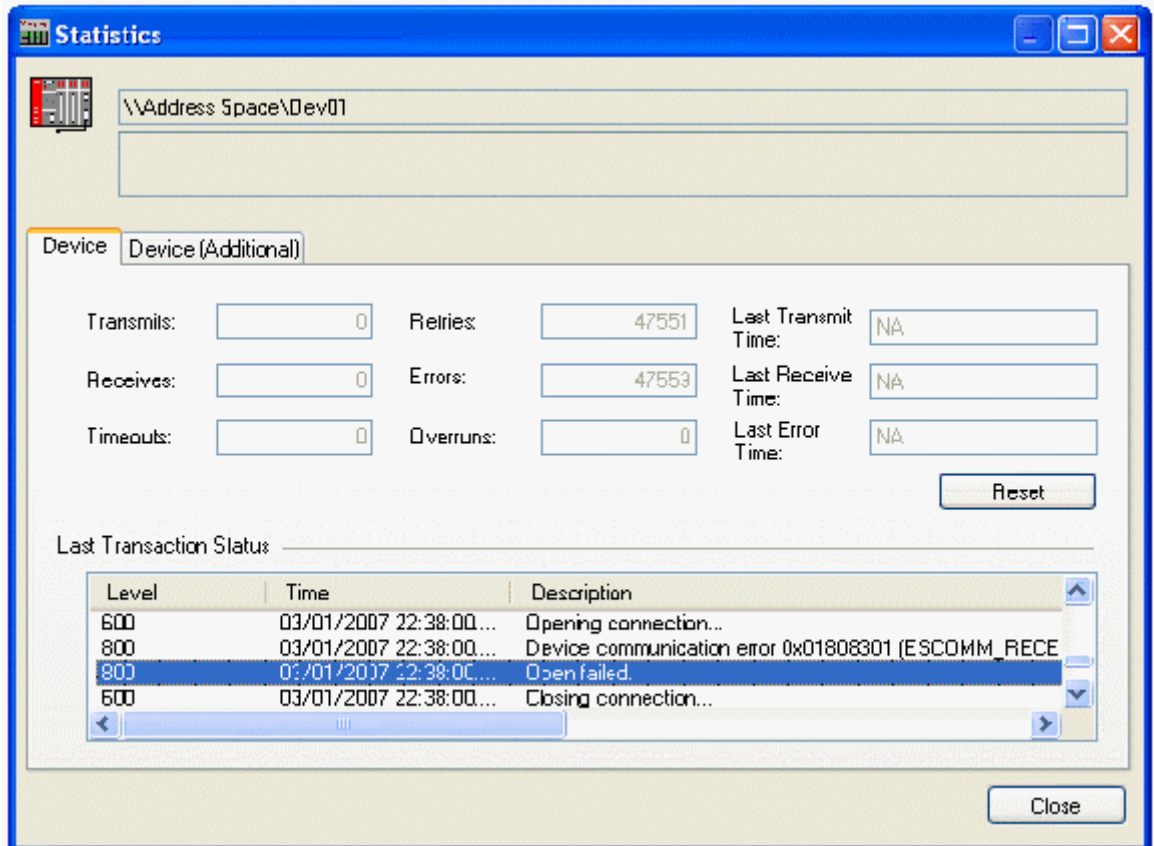 Statistics
\\Address Space\Dev01
Device Device (Additional)
Transmits: 0 Retries: 47551 Last Transmit Time: NA
Receives: 0 Errors: 47553 Last Receive Time: NA
Timeouts: 0 Overruns: 0 Last Error Time: NA
Reset
Last Transaction Status
Level Time Description
600 03/01/2007 22:38:00.... Opening connection...
800 03/01/2007 22:38:00.... Device communication error 0x01808301 (ESCOMM_RECE
800 03/01/2007 22:38:00.... Open failed.
600 03/01/2007 22:38:00.... Closing connection...
Close